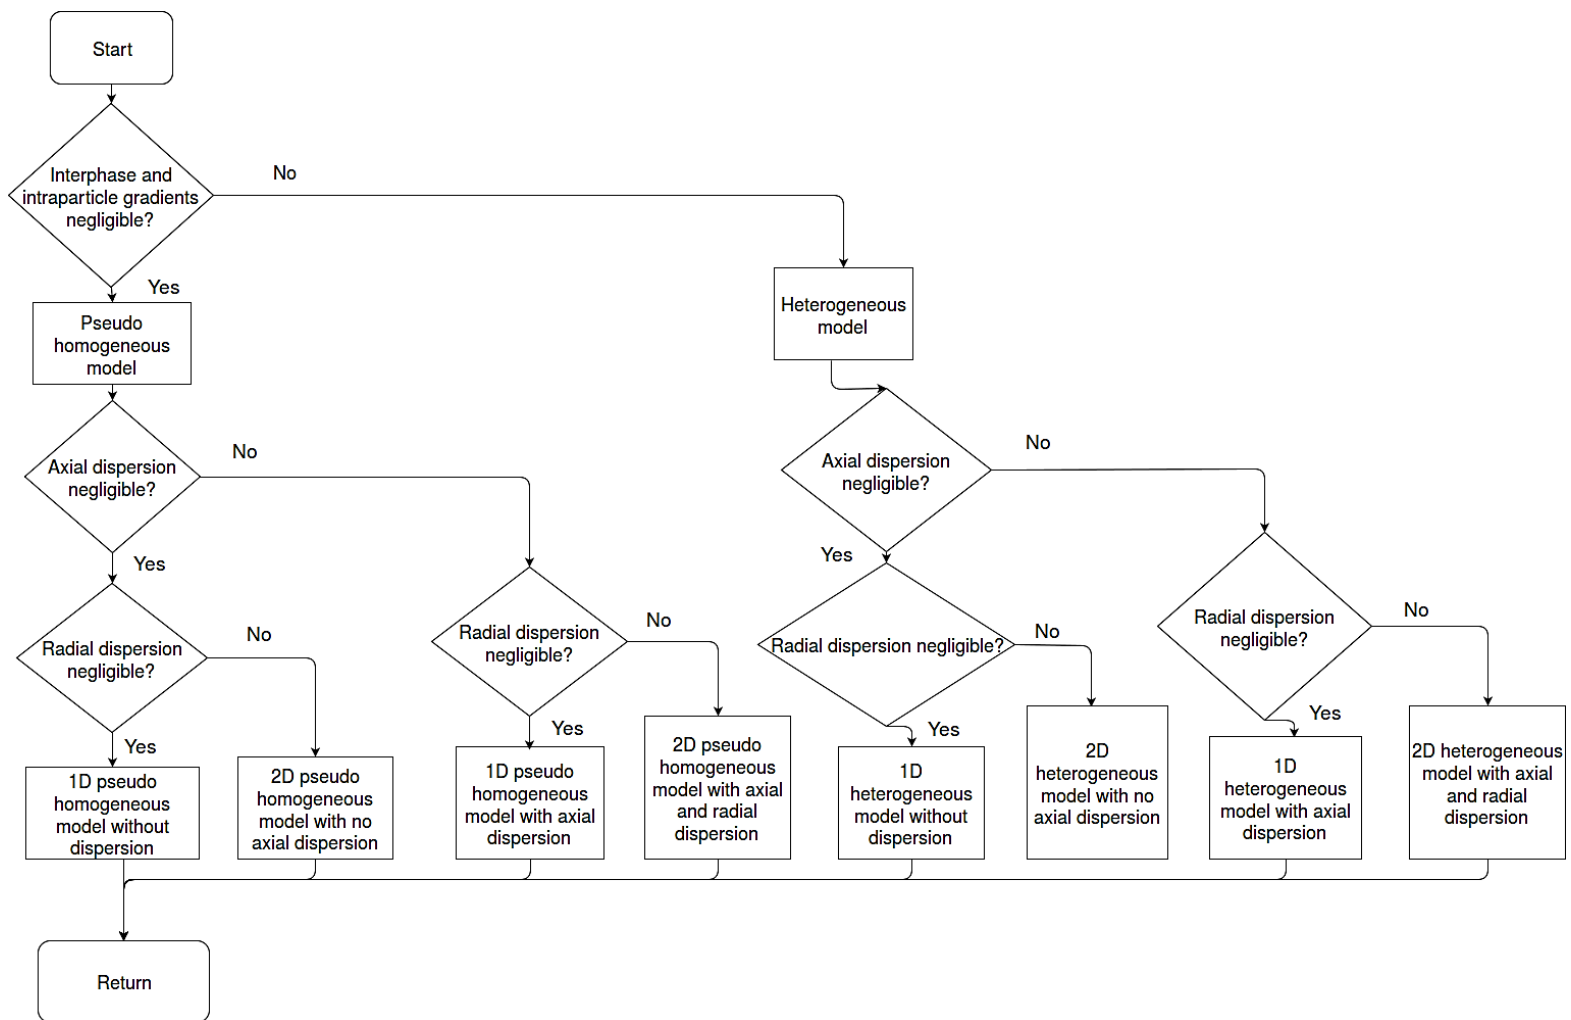 Start
Interphase and
intraparticle gradients
negligible?
No
Yes
Pseudo
homogeneous
model
Heterogeneous
model
Axial dispersion
negligible?
No
Yes
Axial dispersion
negligible?
No
Yes
Radial dispersion
negligible?
No
Yes
Radial dispersion
negligible?
No
Yes
Radial dispersion negligible?
No
Yes
Radial dispersion
negligible?
No
Yes
1D pseudo
homogeneous
model without
dispersion
2D pseudo
homogeneous
model with no
axial dispersion
1D pseudo
homogeneous
model with axial
dispersion
2D pseudo
homogeneous
model with axial
and radial
dispersion
1D
heterogeneous
model without
dispersion
2D
heterogeneous
model with no
axial dispersion
1D
heterogeneous
model with axial
dispersion
2D heterogeneous
model with axial
and radial
dispersion
Return